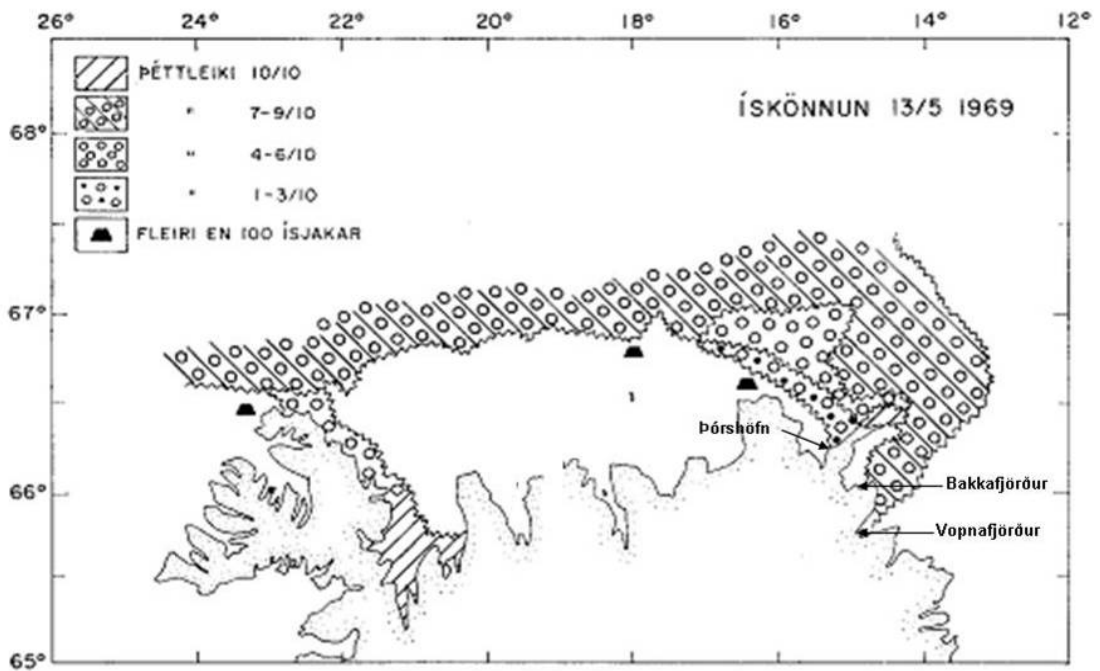 26° 24° 22° 20° 18° 16° 14° 12°
ÞÉTTLEIKI 10/10
" 7-9/10
" 4-6/10
" 1-3/10
FLEIRI EN 100 ÍSJAKAR
ÍSKÖNNUN 13/5 1969
68°
67°
66°
65°
Þórshöfn
Bakkafjörður
Vopnafjörður